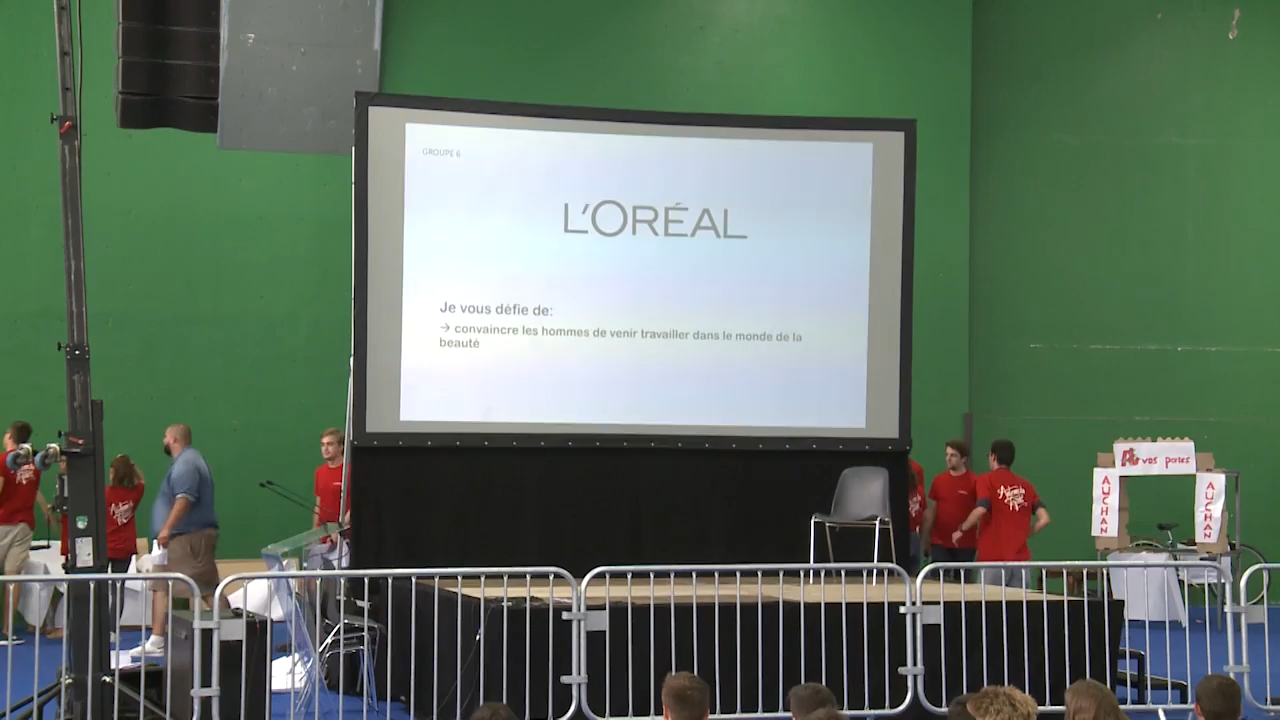 GROUPE 6
L'ORÉAL
Je vous défie de:
→ convaincre les hommes de venir travailler dans le monde de la
beauté
vos portes
AUCHAN
AUCHAN